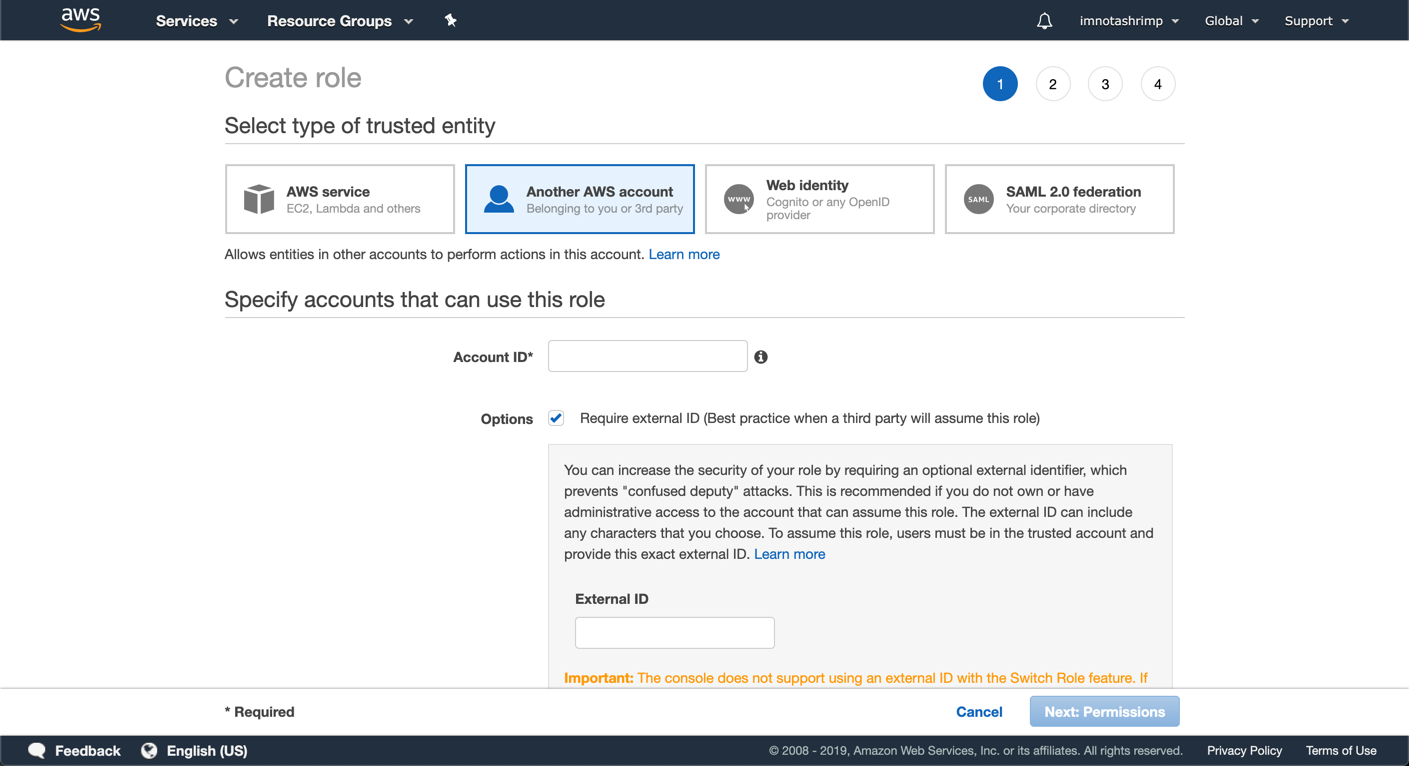 aws Services Resource Groups imnotashrimp Global Support
Create role
1 2 3 4
Select type of trusted entity
AWS service
EC2, Lambda and others
Another AWS account
Belonging to you or 3rd party
Web identity
Cognito or any OpenID
provider
SAML 2.0 federation
Your corporate directory
www
SAML
Allows entities in other accounts to perform actions in this account. Learn more
Specify accounts that can use this role
Account ID*
Options Require external ID (Best practice when a third party will assume this role)
You can increase the security of your role by requiring an optional external identifier, which
prevents "confused deputy" attacks. This is recommended if you do not own or have
administrative access to the account that can assume this role. The external ID can include
any characters that you choose. To assume this role, users must be in the trusted account and
provide this exact external ID. Learn more
External ID
Important: The console does not support using an external ID with the Switch Role feature. If
* Required Cancel Next: Permissions
Feedback English (US) © 2008 - 2019, Amazon Web Services, Inc. or its affiliates. All rights reserved. Privacy Policy Terms of Use